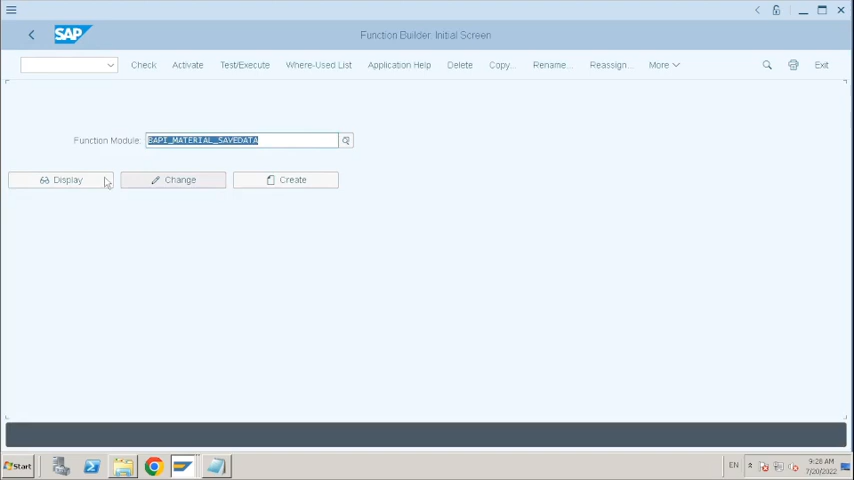 SAP
Function Builder: Initial Screen
Check Activate Test/Execute Where-Used List Application Help Delete Copy... Rename... Reassign... More Exit
Function Module: BAPI_MATERIAL_SAVEDATA
Display Change Create
Start EN 9:28 AM
7/20/2022